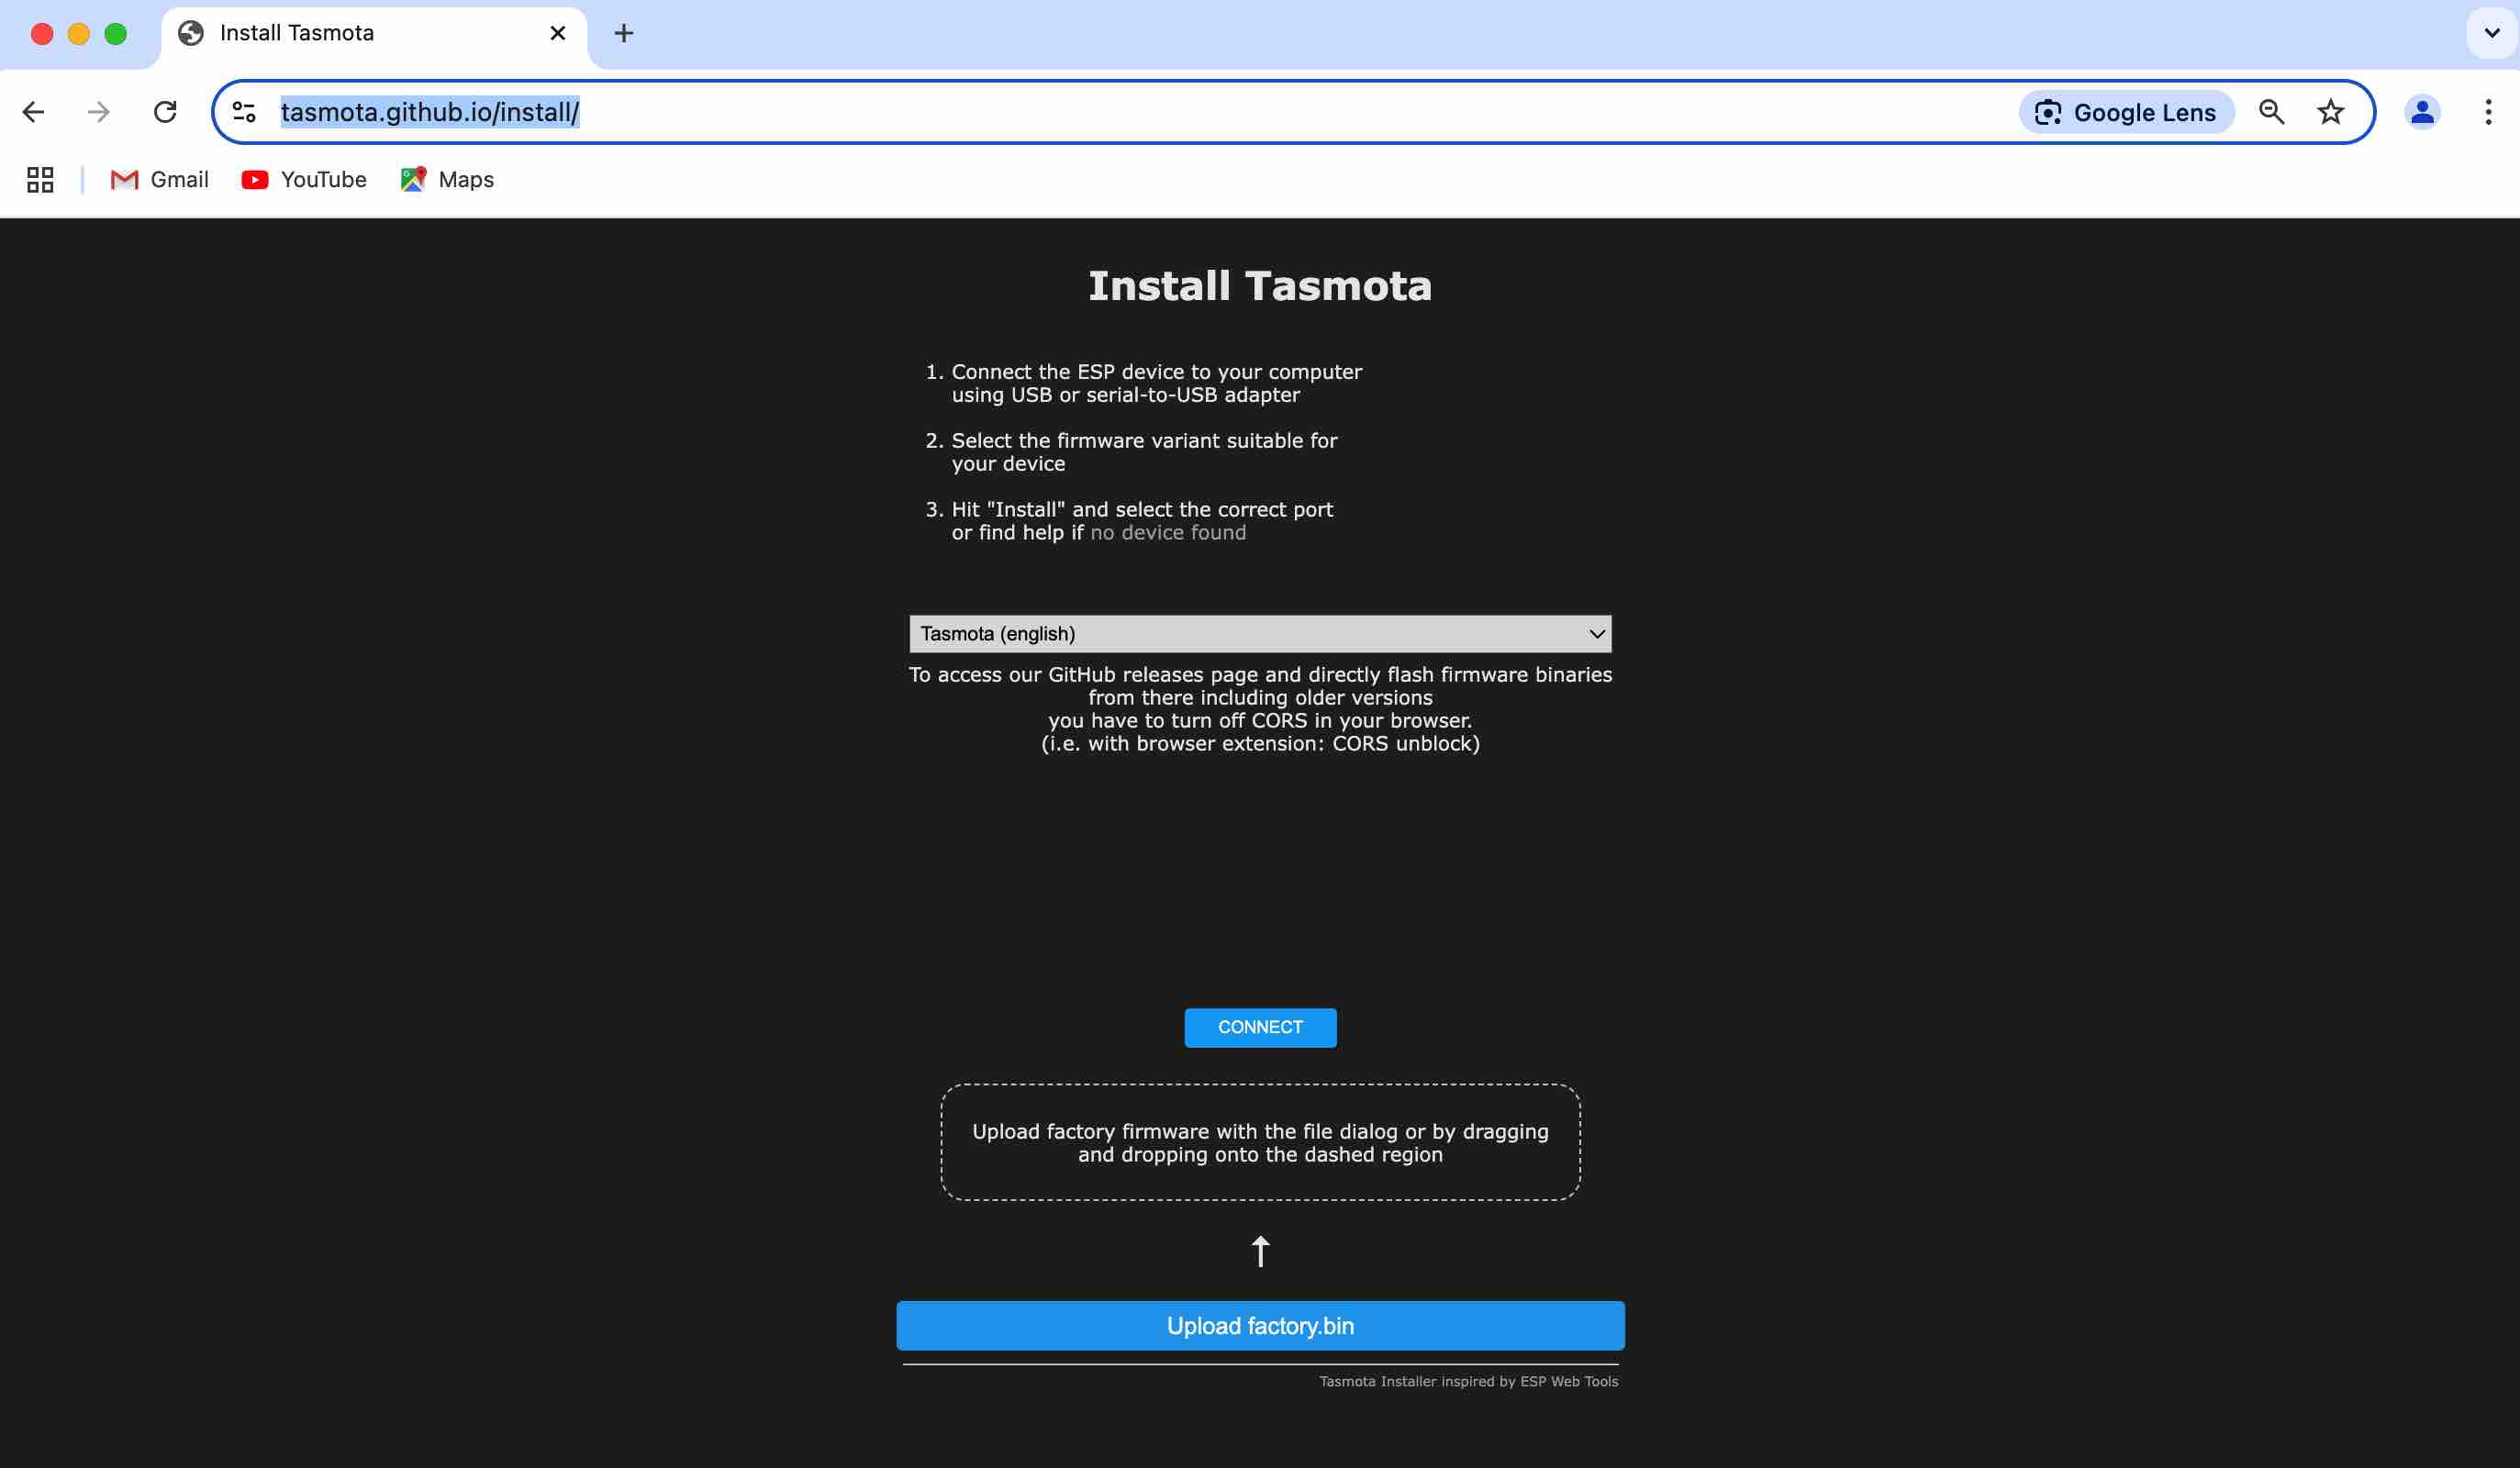 Install Tasmota
tasmota.github.io/install/
Google Lens
Gmail
YouTube
Maps
Install Tasmota
1. Connect the ESP device to your computer
using USB or serial-to-USB adapter
2. Select the firmware variant suitable for
your device
3. Hit "Install" and select the correct port
or find help if no device found
Tasmota (english)
To access our GitHub releases page and directly flash firmware binaries
from there including older versions
you have to turn off CORS in your browser.
(i.e. with browser extension: CORS unblock)
CONNECT
Upload factory firmware with the file dialog or by dragging
and dropping onto the dashed region
↑
Upload factory.bin
Tasmota Installer inspired by ESP Web Tools